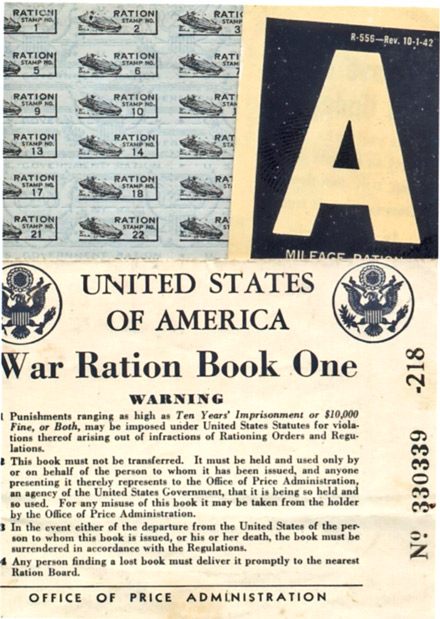 RATION RATION RATION
STAMP NO. STAMP NO. STAMP NO.
1 2 3
RATION RATION
STAMP NO. STAMP NO.
5 6 7
RATION RATION
STAMP NO. STAMP NO.
9 10
RATION RATION
STAMP NO. STAMP NO.
13 14
RATION RATION
STAMP NO. STAMP NO.
17 18
RATION RATION
STAMP NO. STAMP NO.
21 22
R-556—Rev. 10-1-42
A
MILEAGE RATION
UNITED STATES
OF AMERICA
War Ration Book One
WARNING
1 Punishments ranging as high as Ten Years' Imprisonment or $10,000
Fine, or Both, may be imposed under United States Statutes for viola-
tions thereof arising out of infractions of Rationing Orders and Regu-
lations.
2 This book must not be transferred. It must be held and used only by
or on behalf of the person to whom it has been issued, and anyone
presenting it thereby represents to the Office of Price Administration,
an agency of the United States Government, that it is being so held and
so used. For any misuse of this book it may be taken from the holder
by the Office of Price Administration.
3 In the event either of the departure from the United States of the per-
son to whom this book is issued, or his or her death, the book must be
surrendered in accordance with the Regulations.
4 Any person finding a lost book must deliver it promptly to the nearest
Ration Board.
OFFICE OF PRICE ADMINISTRATION
Nº 330339 -218